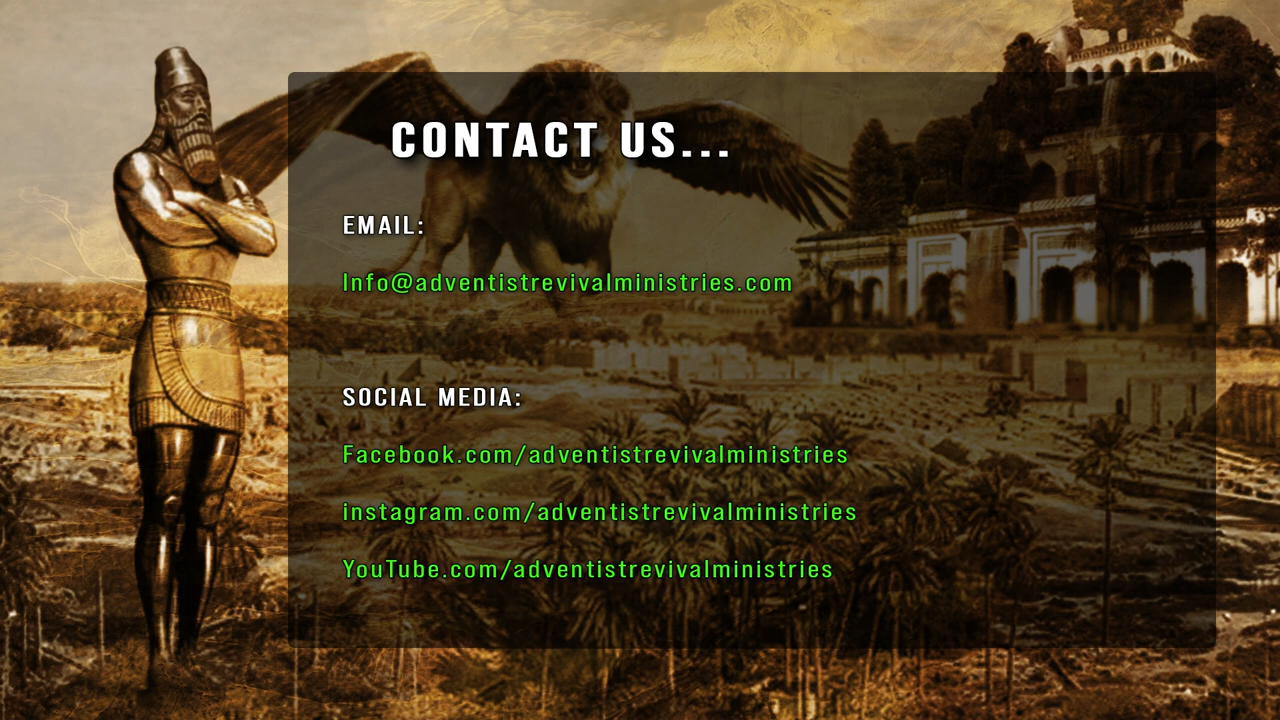 CONTACT US...
EMAIL:
Info@adventistrevivalministries.com
SOCIAL MEDIA:
Facebook.com/adventistrevivalministries
instagram.com/adventistrevivalministries
YouTube.com/adventistrevivalministries